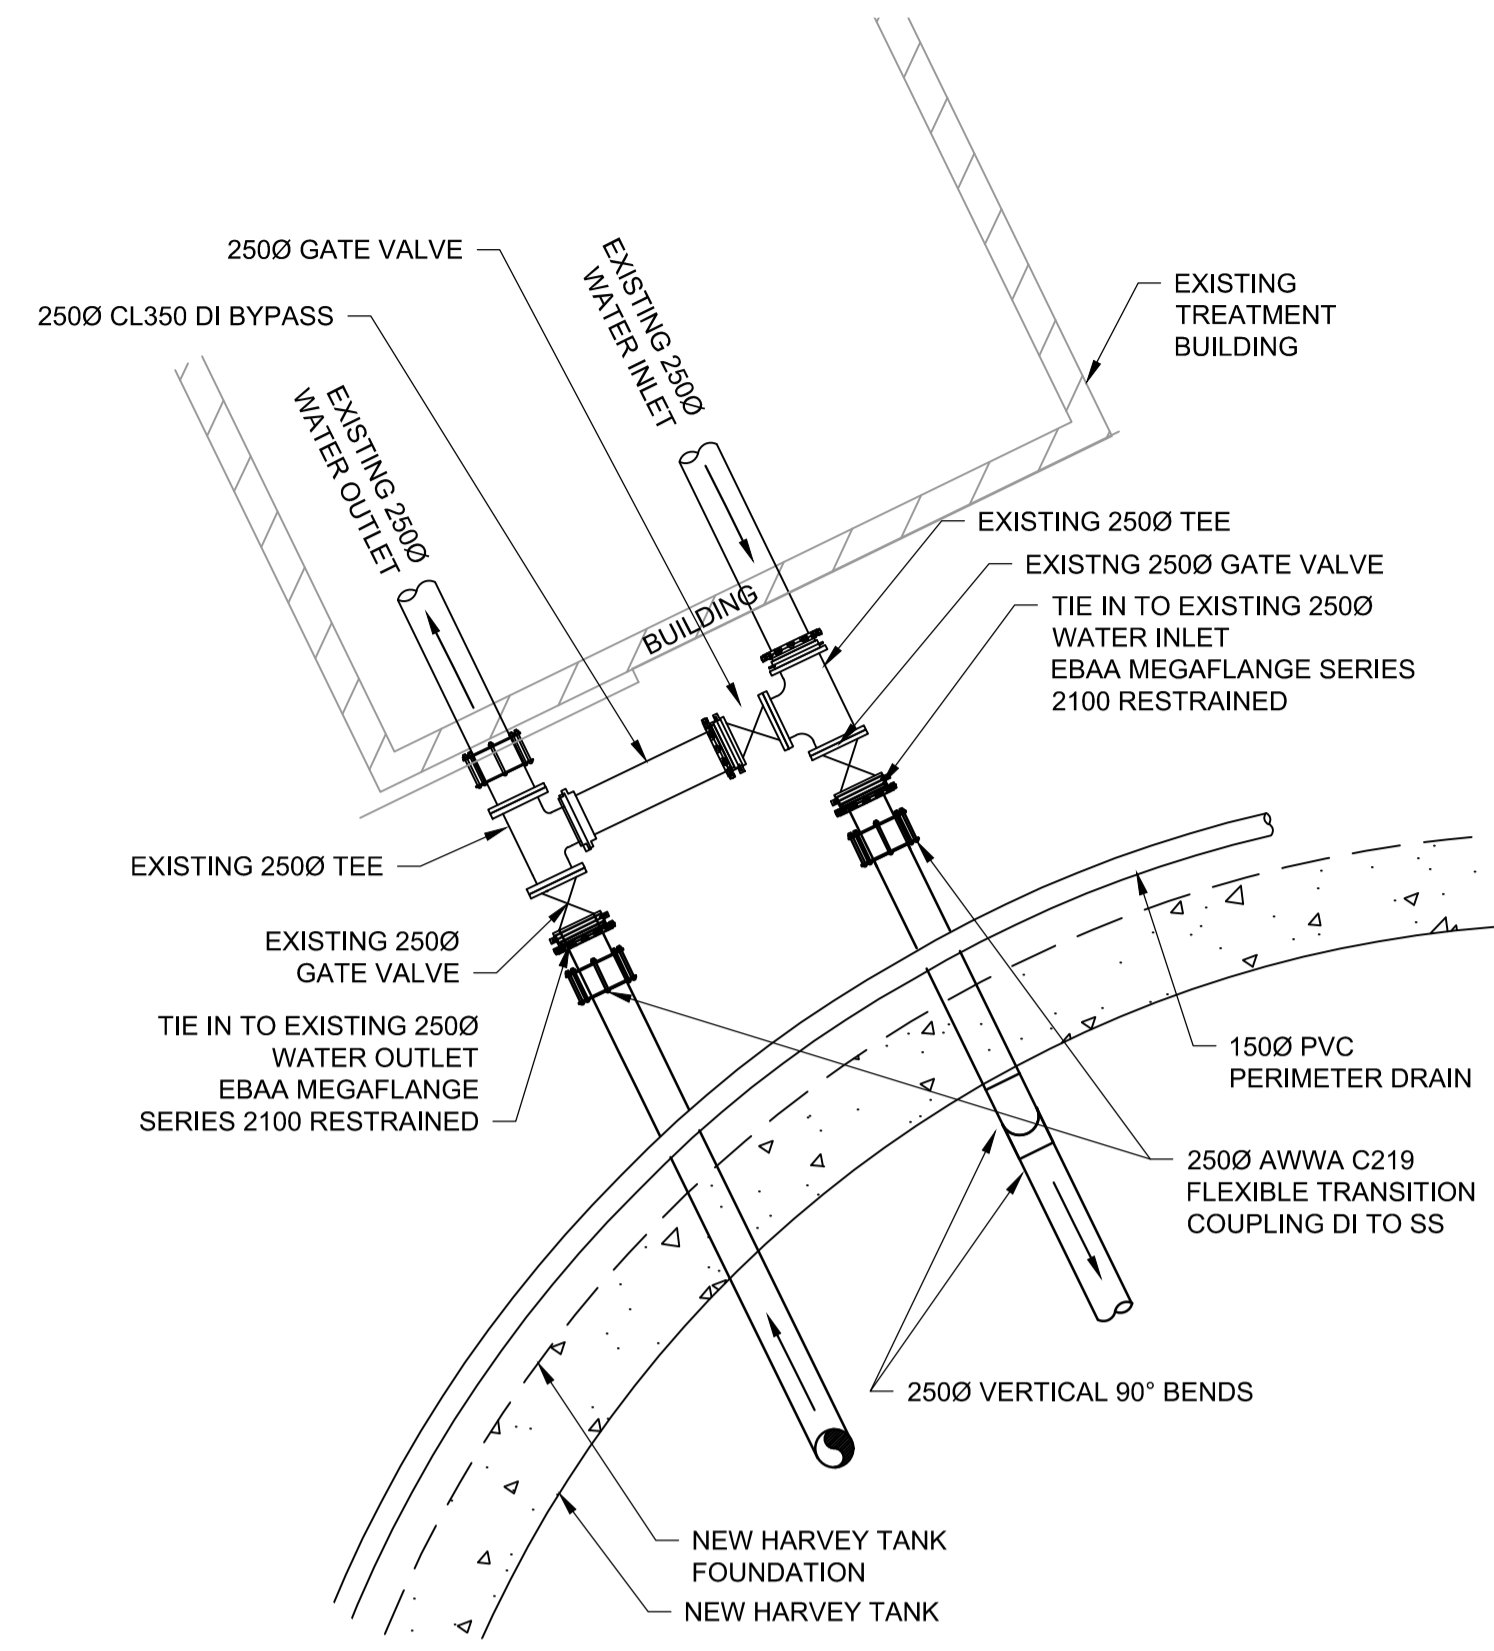 250Ø GATE VALVE
250Ø CL350 DI BYPASS
EXISTING 250Ø
WATER INLET
EXISTING
TREATMENT
BUILDING
EXISTING 250Ø
WATER OUTLET
EXISTING 250Ø TEE
EXISTNG 250Ø GATE VALVE
TIE IN TO EXISTING 250Ø
WATER INLET
EBAA MEGAFLANGE SERIES
2100 RESTRAINED
BUILDING
EXISTING 250Ø TEE
EXISTING 250Ø
GATE VALVE
TIE IN TO EXISTING 250Ø
WATER OUTLET
EBAA MEGAFLANGE
SERIES 2100 RESTRAINED
150Ø PVC
PERIMETER DRAIN
250Ø AWWA C219
FLEXIBLE TRANSITION
COUPLING DI TO SS
250Ø VERTICAL 90° BENDS
NEW HARVEY TANK
FOUNDATION
NEW HARVEY TANK